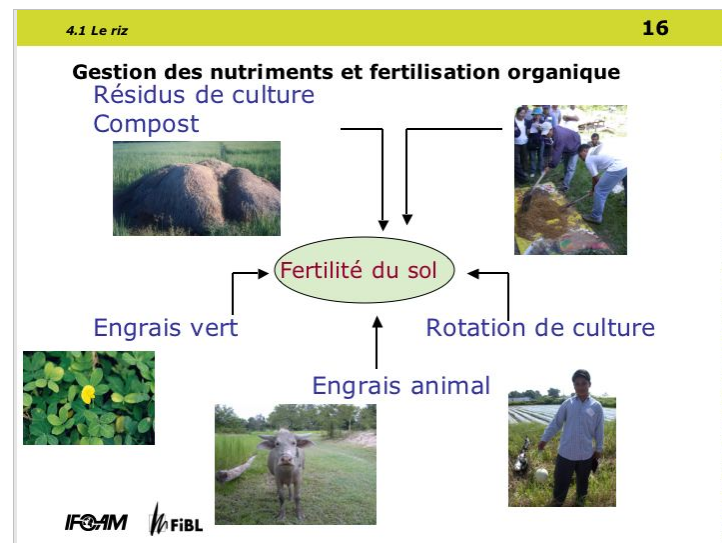 4.1 Le riz
16
Gestion des nutriments et fertilisation organique
Résidus de culture
Compost
Fertilité du sol
Engrais vert
Rotation de culture
Engrais animal
IFOAM
FiBL